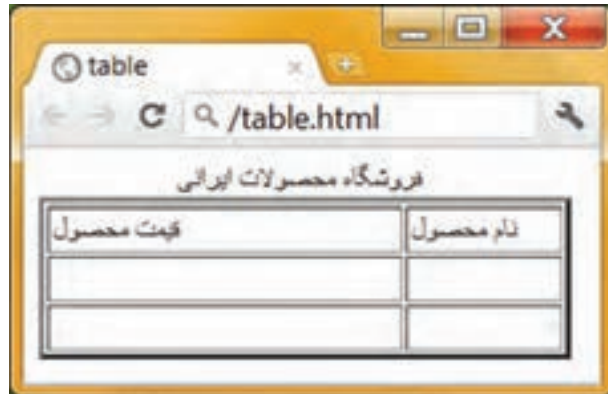 table
/table.html
فروشگاه محصولات ایرانی
نام محصول قیمت محصول